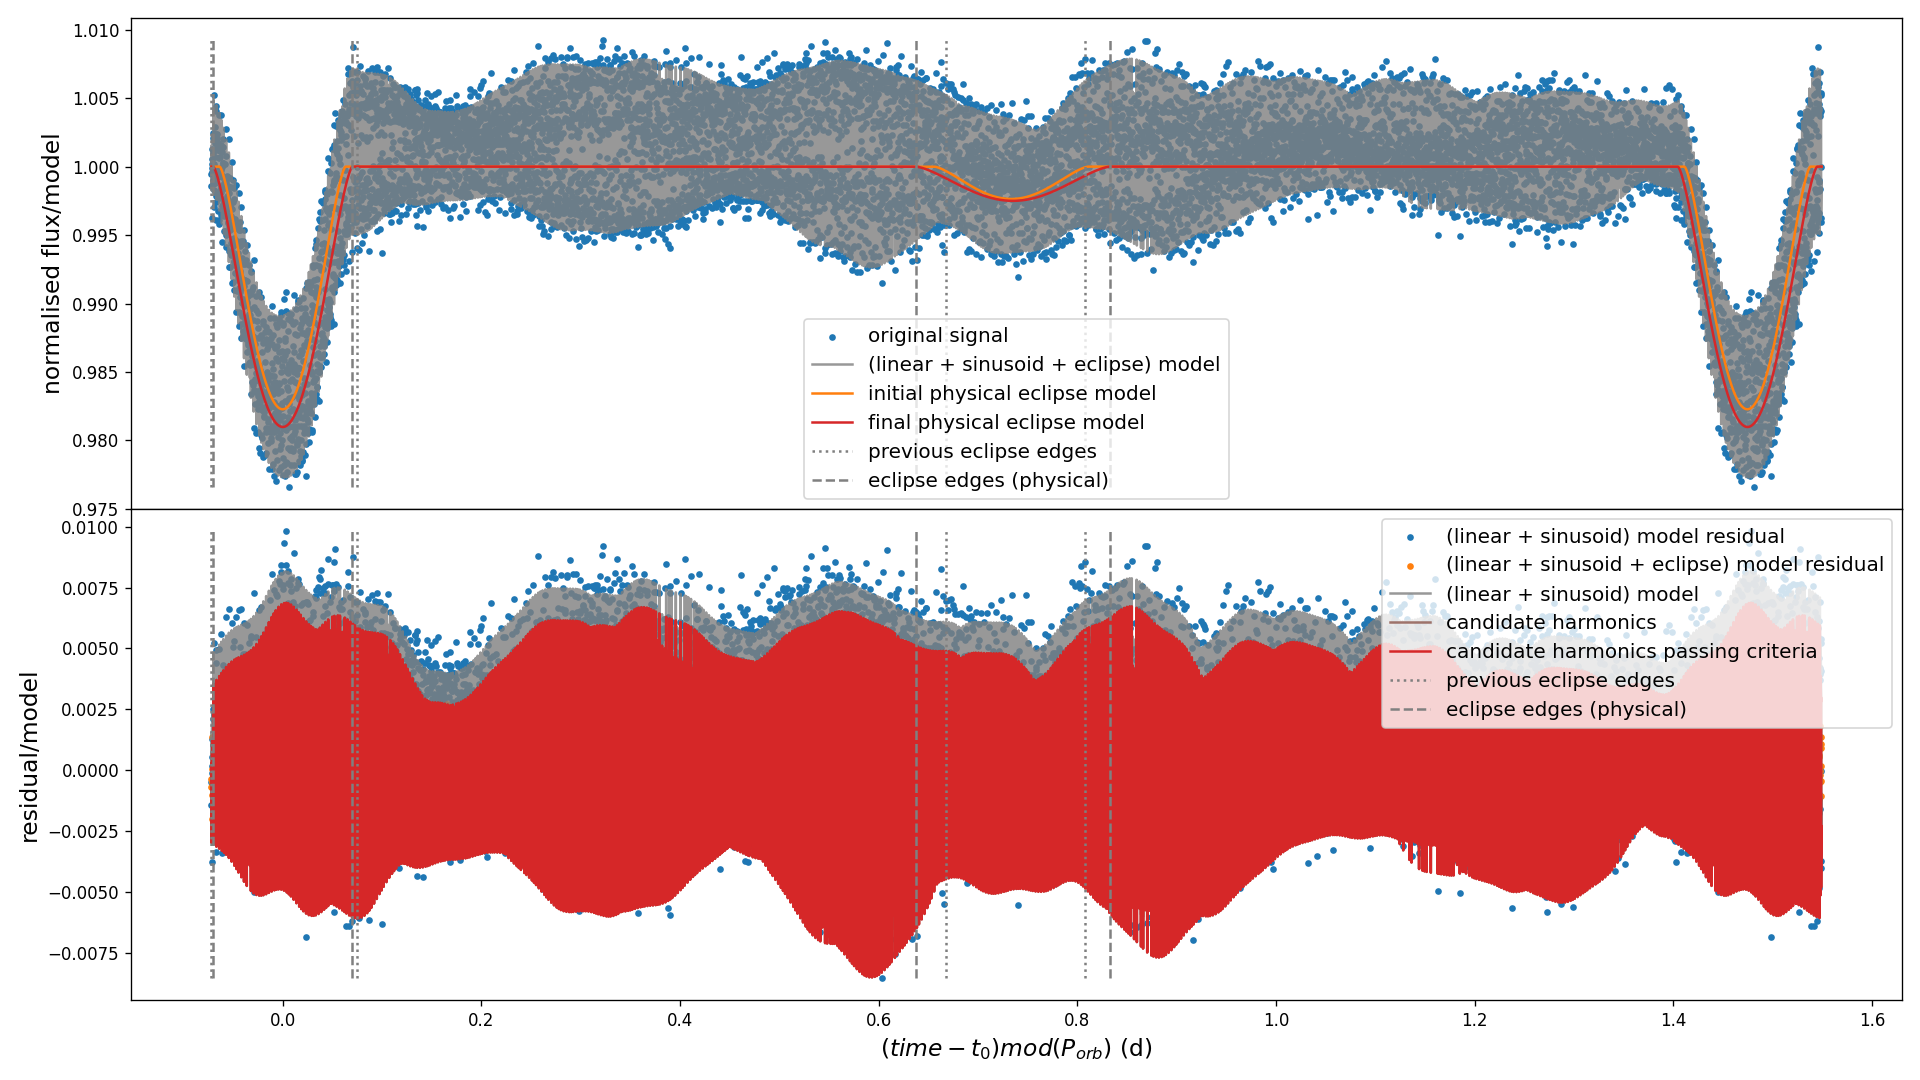 normalised flux/model
1.010
1.005
1.000
0.995
0.990
0.985
0.980
0.975
original signal
(linear + sinusoid + eclipse) model
initial physical eclipse model
final physical eclipse model
previous eclipse edges
eclipse edges (physical)
residual/model
0.0100
0.0075
0.0050
0.0025
0.0000
−0.0025
−0.0050
−0.0075
(linear + sinusoid) model residual
(linear + sinusoid + eclipse) model residual
(linear + sinusoid) model
candidate harmonics
candidate harmonics passing criteria
previous eclipse edges
eclipse edges (physical)
0.0 0.2 0.4 0.6 0.8 1.0 1.2 1.4 1.6
(time − t₀)mod(Pₒᵣb) (d)